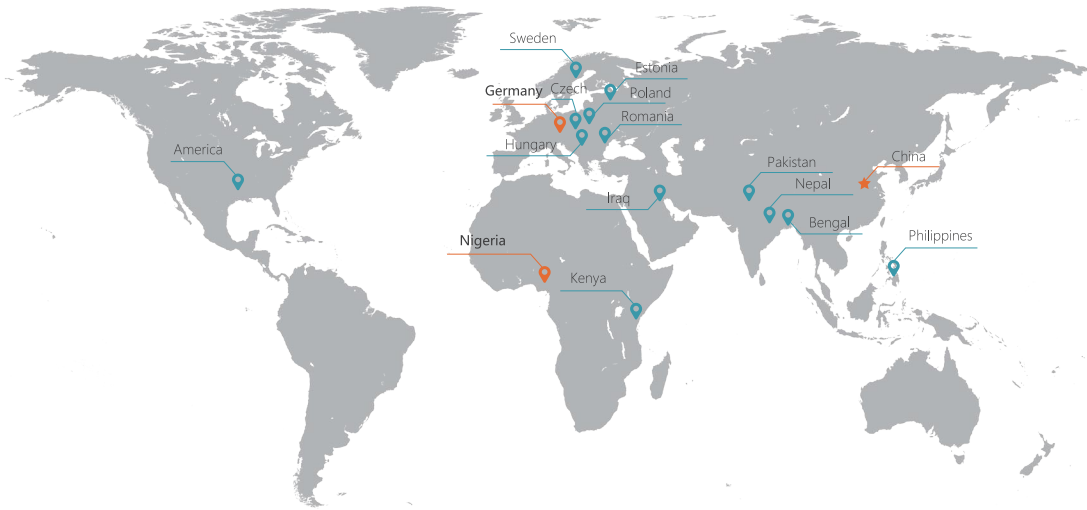 Sweden
Estonia
Germany
Czech
Poland
Romania
Hungary
America
China
Pakistan
Nepal
Iraq
Bengal
Philippines
Nigeria
Kenya